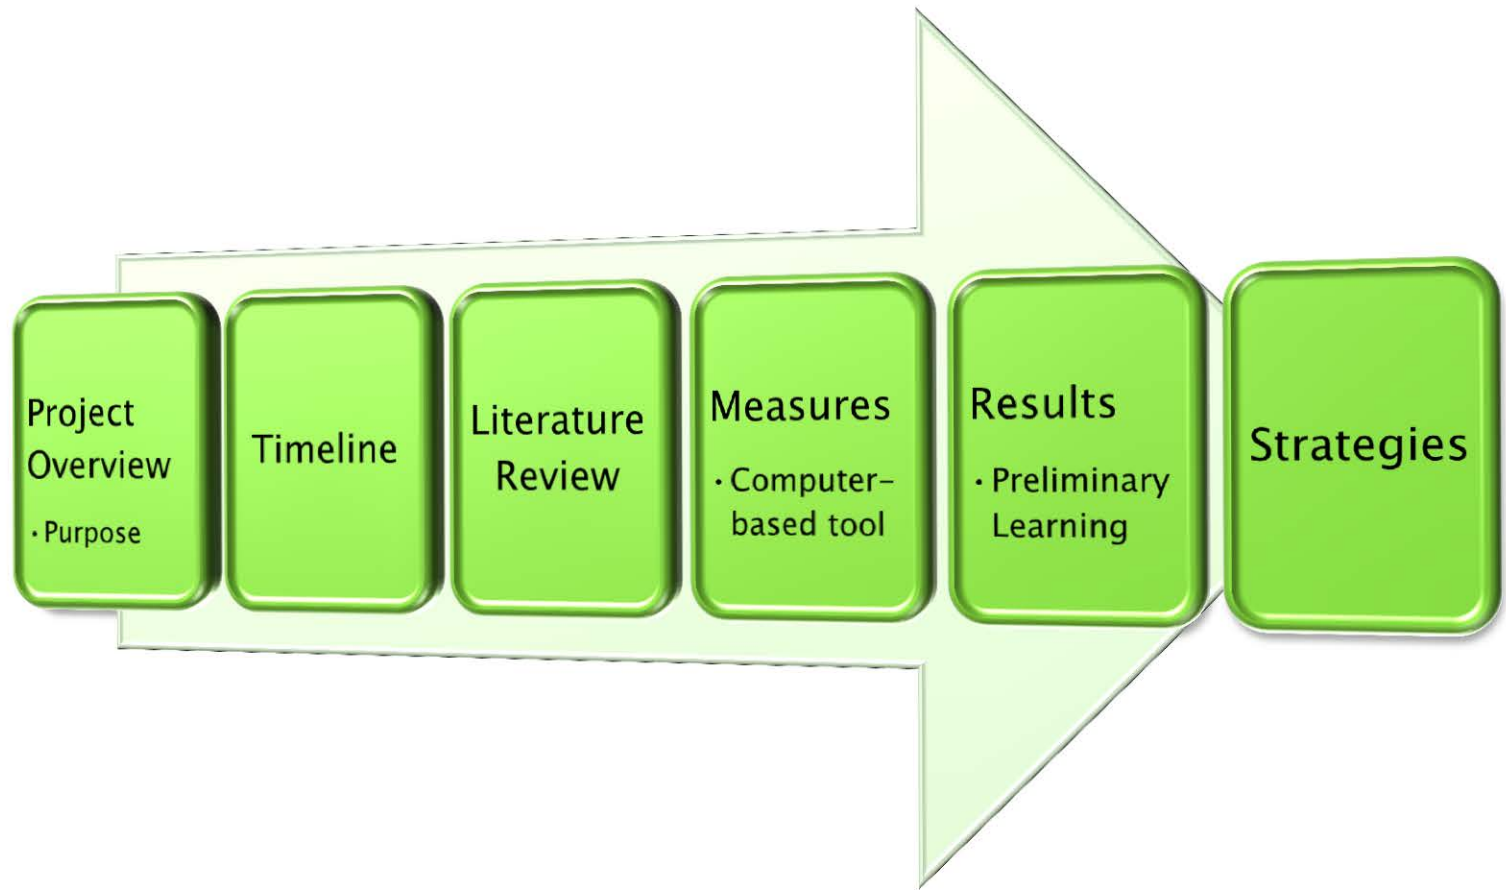 Project
Overview
· Purpose
Timeline
Literature
Review
Measures
· Computer-
based tool
Results
· Preliminary
Learning
Strategies